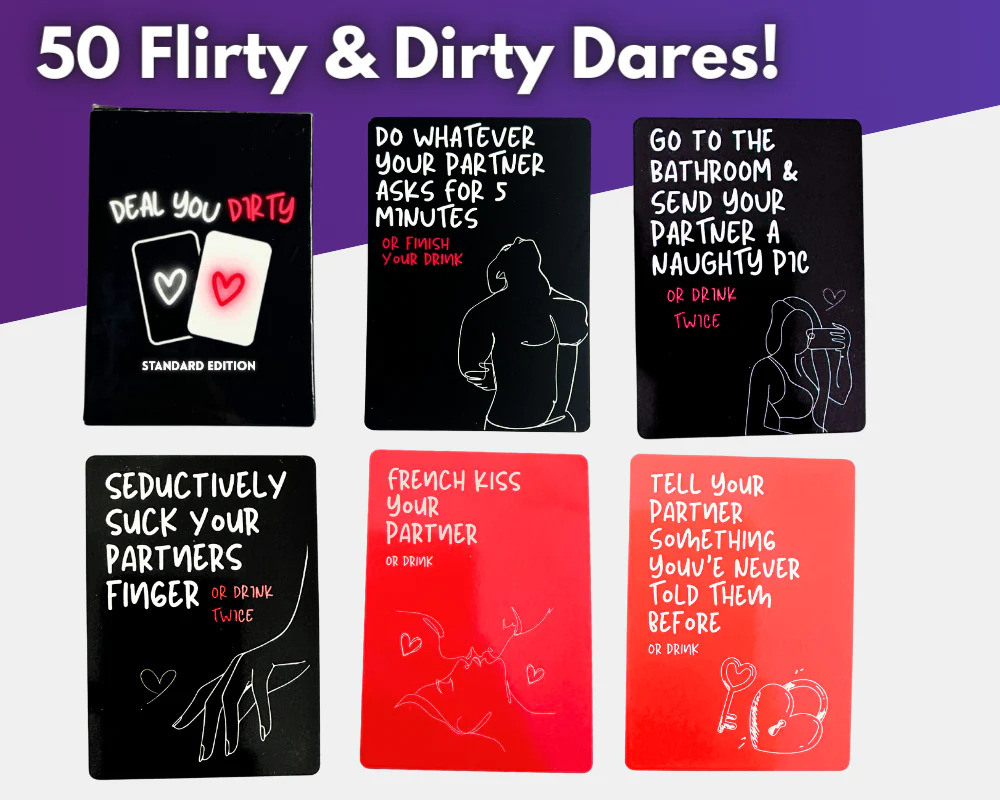 50 Flirty & Dirty Dares!
DEAL YOU DIRTY
STANDARD EDITION
DO WHATEVER
YOUR PARTNER
ASKS FOR 5
MINUTES
OR FINISH
YOUR DRINK
GO TO THE
BATHROOM &
SEND YOUR
PARTNER A
NAUGHTY PIC
OR DRINK
TWICE
SEDUCTIVELY
SUCK YOUR
PARTNERS
FINGER
OR DRINK
TWICE
FRENCH KISS
YOUR
PARTNER
OR DRINK
TELL YOUR
PARTNER
SOMETHING
YOUV'E NEVER
TOLD THEM
BEFORE
OR DRINK